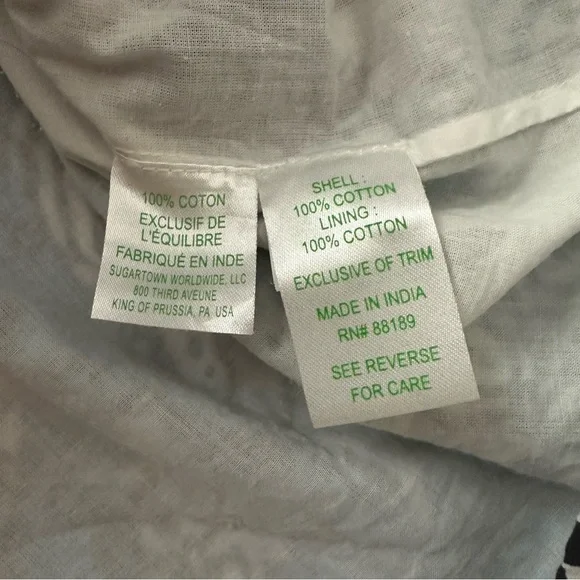 100% COTON
EXCLUSIF DE
L'ÉQUILIBRE
FABRIQUÉ EN INDE
SUGARTOWN WORLDWIDE, LLC
800 THIRD AVEUNE
KING OF PRUSSIA, PA USA
SHELL :
100% COTTON
LINING :
100% COTTON
EXCLUSIVE OF TRIM
MADE IN INDIA
RN# 88189
SEE REVERSE
FOR CARE